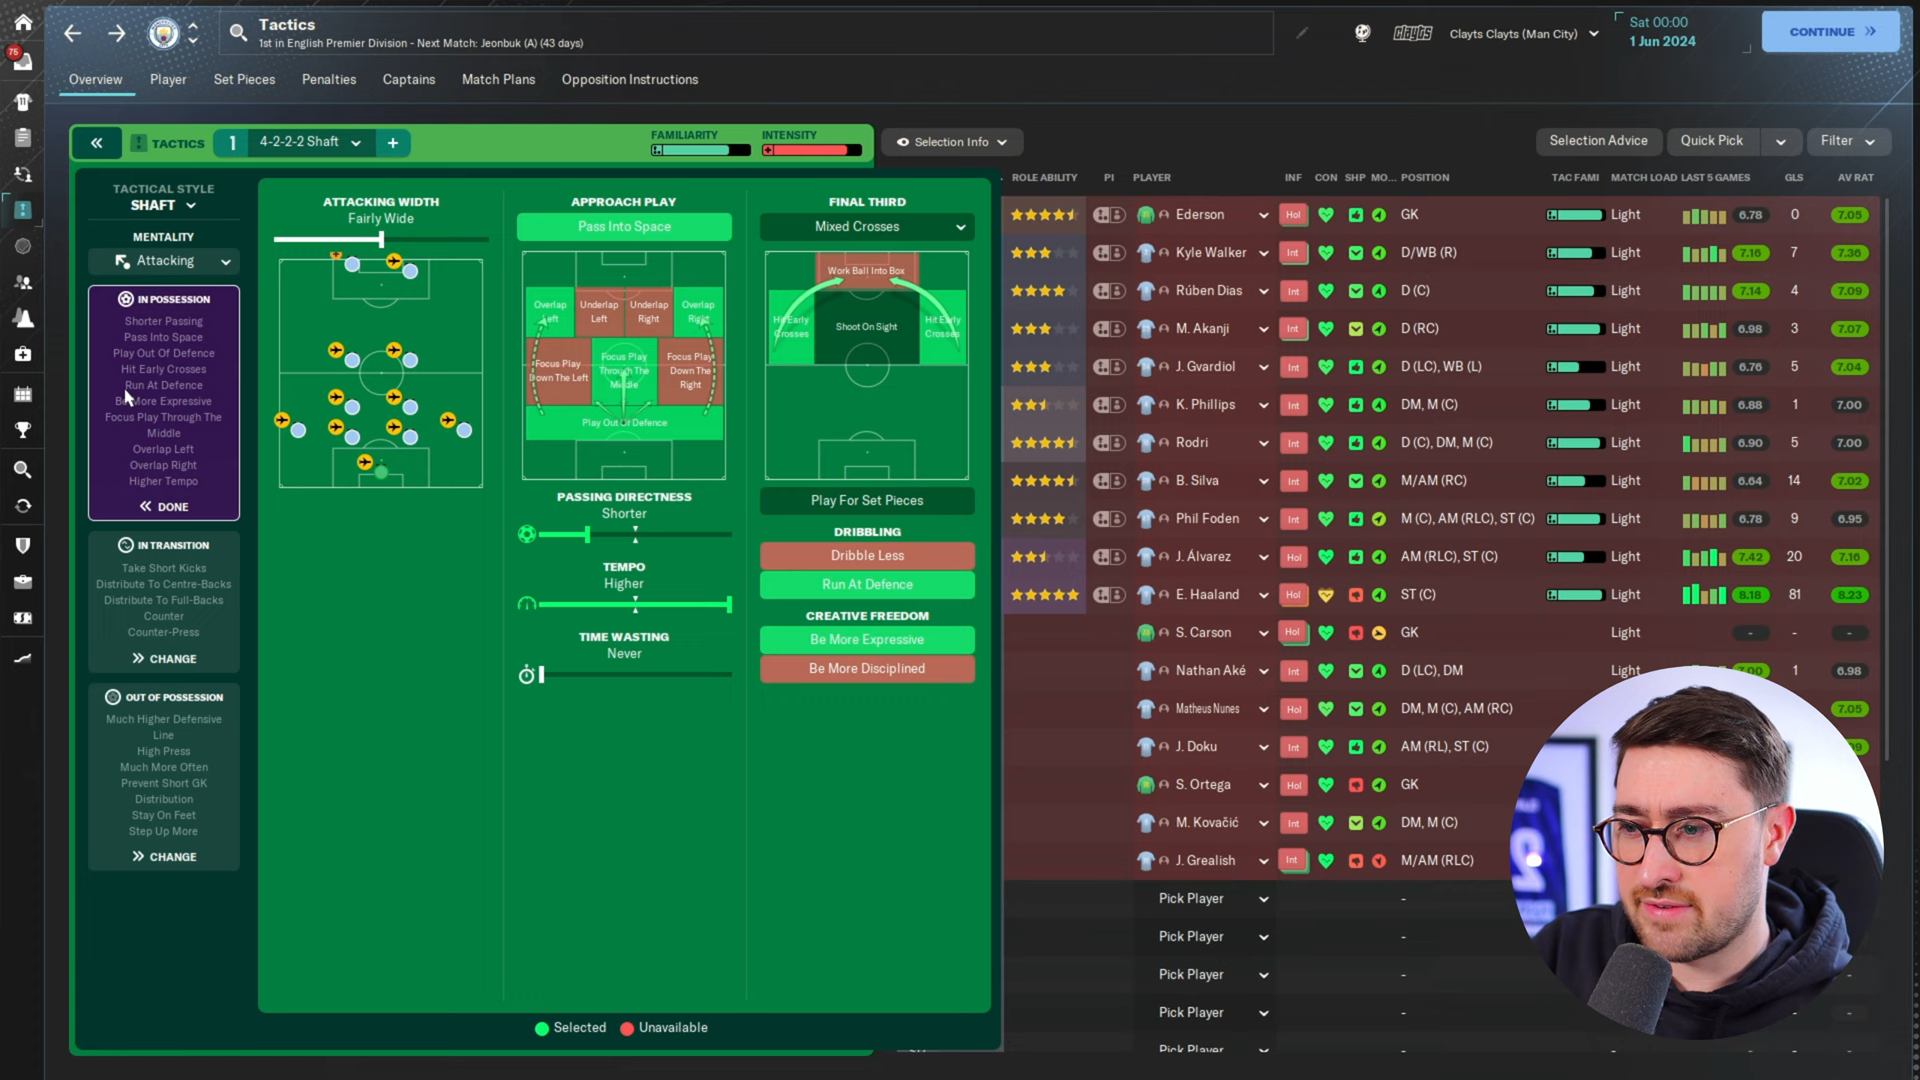 Tactics
1st in English Premier Division - Next Match: Jeonbuk (A) (43 days)
CLAYTS
Clayts Clayts (Man City)
Sat 00:00
1 Jun 2024
CONTINUE
75
Overview
Player
Set Pieces
Penalties
Captains
Match Plans
Opposition Instructions
TACTICS
1
4-2-2-2 Shaft
+
FAMILIARITY
INTENSITY
Selection Info
Selection Advice
Quick Pick
Filter
TACTICAL STYLE
SHAFT
MENTALITY
Attacking
IN POSSESSION
Shorter Passing
Pass Into Space
Play Out Of Defence
Hit Early Crosses
Run At Defence
Be More Expressive
Focus Play Through The
Middle
Overlap Left
Overlap Right
Higher Tempo
DONE
IN TRANSITION
Take Short Kicks
Distribute To Centre-Backs
Distribute To Full-Backs
Counter
Counter-Press
CHANGE
OUT OF POSSESSION
Much Higher Defensive
Line
High Press
Much More Often
Prevent Short GK
Distribution
Stay On Feet
Step Up More
CHANGE
ATTACKING WIDTH
Fairly Wide
APPROACH PLAY
Pass Into Space
Overlap Left
Underlap Left
Underlap Right
Overlap Right
Focus Play Down The Left
Focus Play Through The Middle
Focus Play Down The Right
Play Out Of Defence
PASSING DIRECTNESS
Shorter
TEMPO
Higher
TIME WASTING
Never
FINAL THIRD
Mixed Crosses
Work Ball Into Box
Hit Early Crosses
Shoot On Sight
Hit Early Crosses
Play For Set Pieces
DRIBBLING
Dribble Less
Run At Defence
CREATIVE FREEDOM
Be More Expressive
Be More Disciplined
Selected
Unavailable
ROLE ABILITY PI PLAYER INF CON SHP MO... POSITION TAC FAMI MATCH LOAD LAST 5 GAMES GLS AV RAT
Ederson Hol GK Light 6.78 0 7.05
Kyle Walker Int D/WB (R) Light 7.16 7 7.36
Rúben Dias Int D (C) Light 7.14 4 7.09
M. Akanji Int D (RC) Light 6.98 3 7.07
J. Gvardiol Int D (LC), WB (L) Light 6.76 5 7.04
K. Phillips Int DM, M (C) Light 6.88 1 7.00
Rodri Int D (C), DM, M (C) Light 6.90 5 7.00
B. Silva Int M/AM (RC) Light 6.64 14 7.02
Phil Foden Int M (C), AM (RLC), ST (C) Light 6.78 9 6.95
J. Álvarez Hol AM (RLC), ST (C) Light 7.42 20 7.16
E. Haaland Hol ST (C) Light 8.18 81 8.23
S. Carson Hol GK Light - - -
Nathan Aké Int D (LC), DM Light 7.00 1 6.98
Matheus Nunes Hol DM, M (C), AM (RC) 7.05
J. Doku Int AM (RL), ST (C)
S. Ortega Hol GK
M. Kovačić Int DM, M (C)
J. Grealish Int M/AM (RLC)
Pick Player -
Pick Player -
Pick Player - -
Pick Player - -
Pick Player